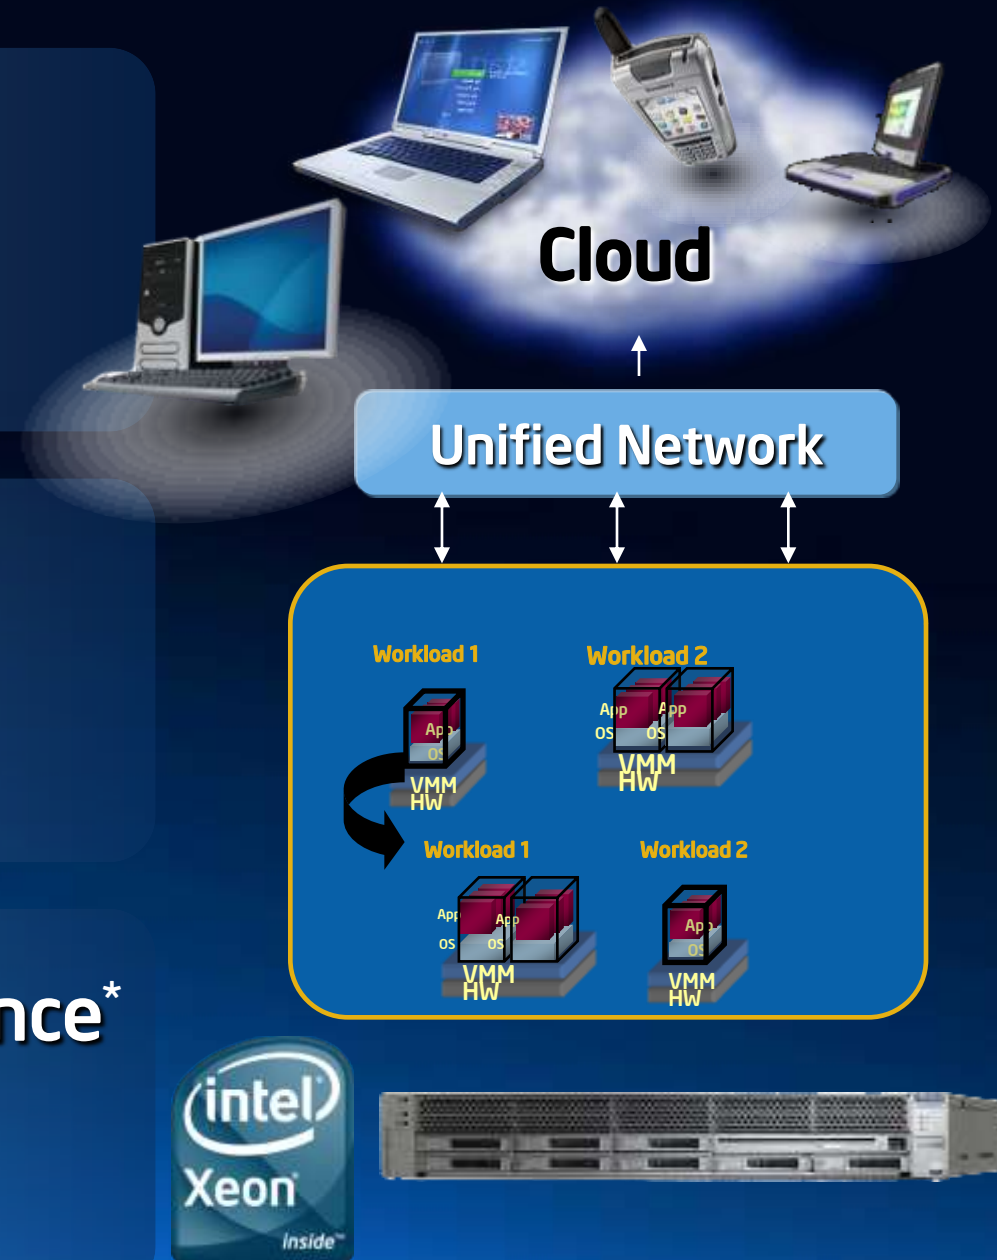 Cloud
Unified Network
Workload 1
Workload 2
App
OS
VMM
HW
App
App
OS
OS
VMM
HW
Workload 1
Workload 2
App
App
OS
OS
VMM
HW
App
OS
VMM
HW
nce*
intel
Xeon
inside™